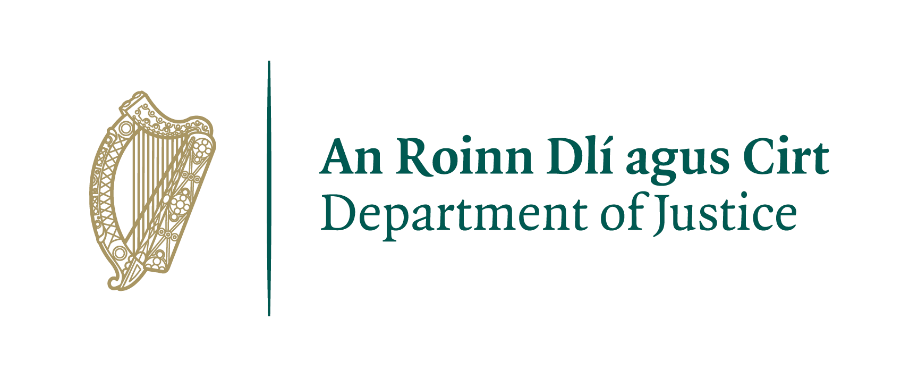 An Roinn Dlí agus Cirt
Department of Justice